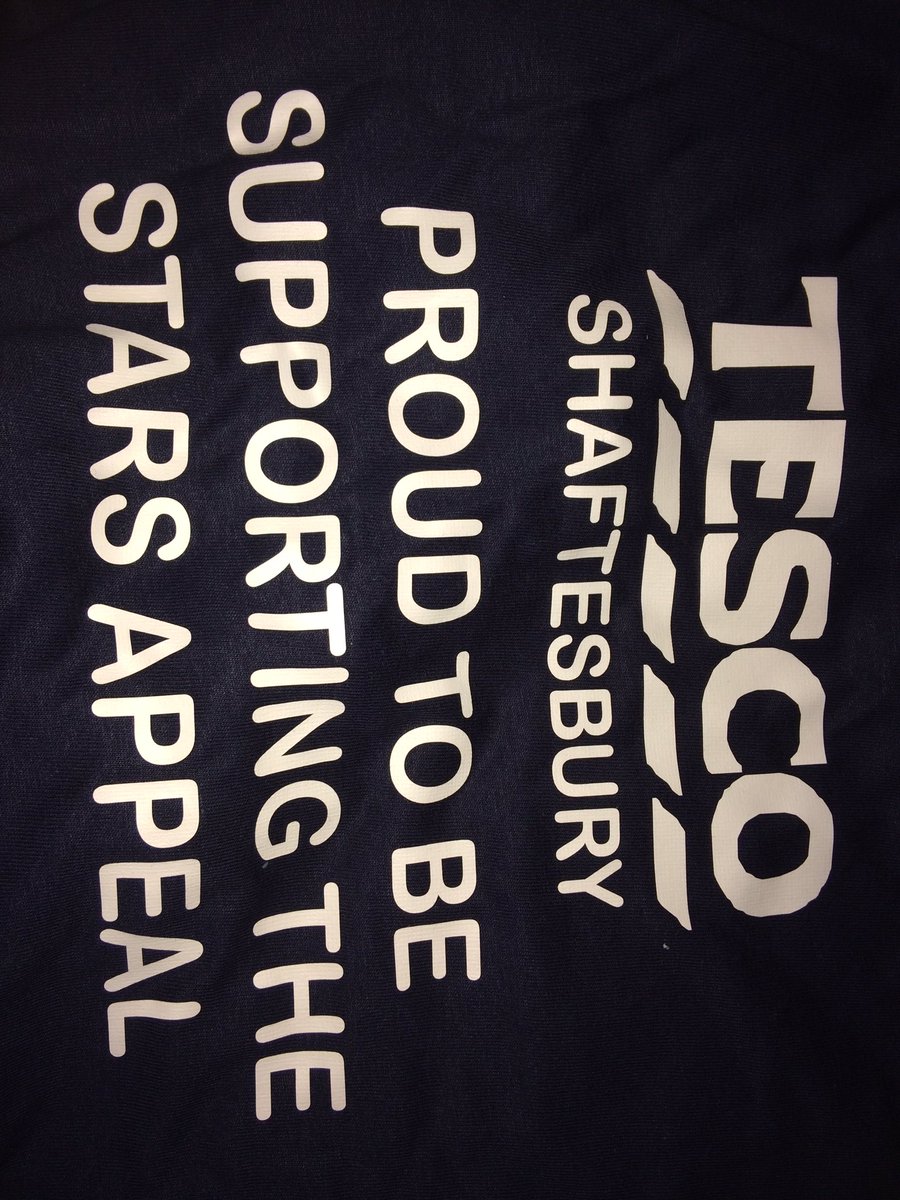 TESCO
SHAFTESBURY
PROUD TO BE
SUPPORTING THE
STARS APPEAL